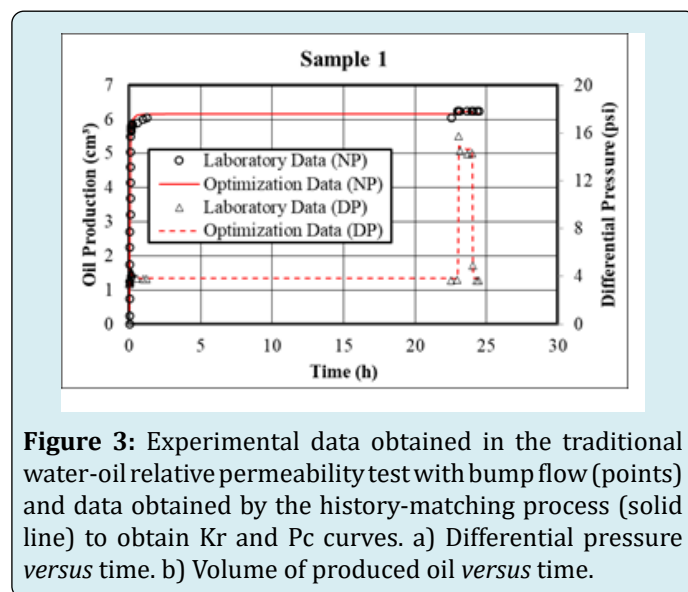 Sample 1
7
6
5
4
3
2
1
0
Oil Production (cm³)
20
16
12
8
4
0
Differential Pressure (psi)
Laboratory Data (NP)
Optimization Data (NP)
Laboratory Data (DP)
Optimization Data (DP)
0 5 10 15 20 25 30
Time (h)
Figure 3: Experimental data obtained in the traditional
water-oil relative permeability test with bump flow (points)
and data obtained by the history-matching process (solid
line) to obtain Kr and Pc curves. a) Differential pressure
versus time. b) Volume of produced oil versus time.